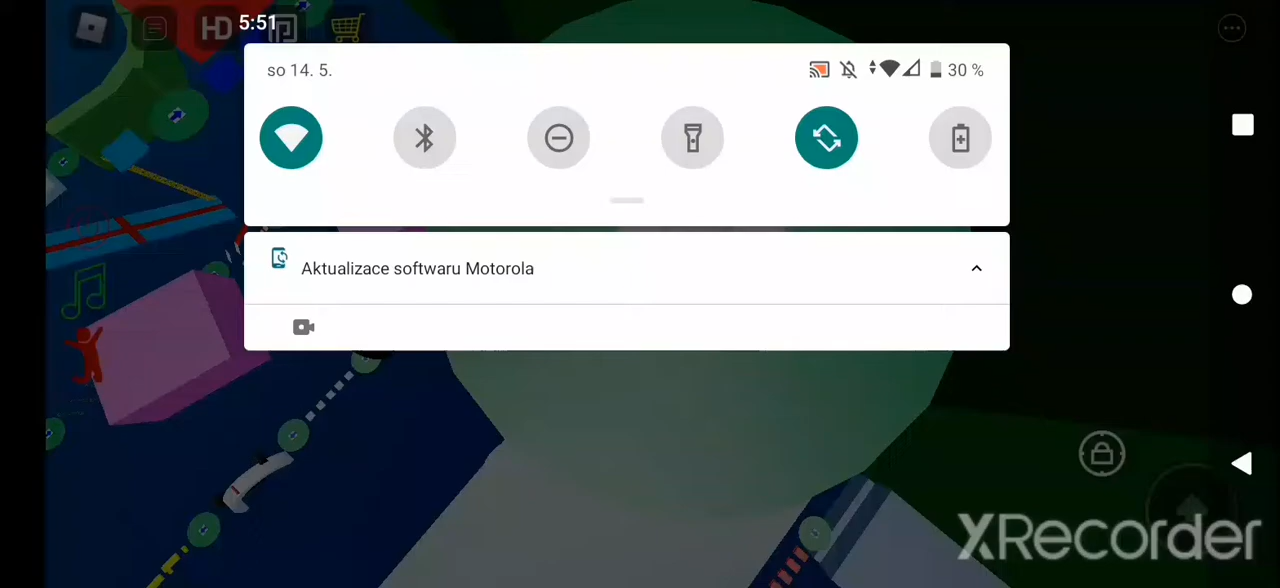 HD
5:51
so 14. 5.
30 %
Aktualizace softwaru Motorola
XRecorder